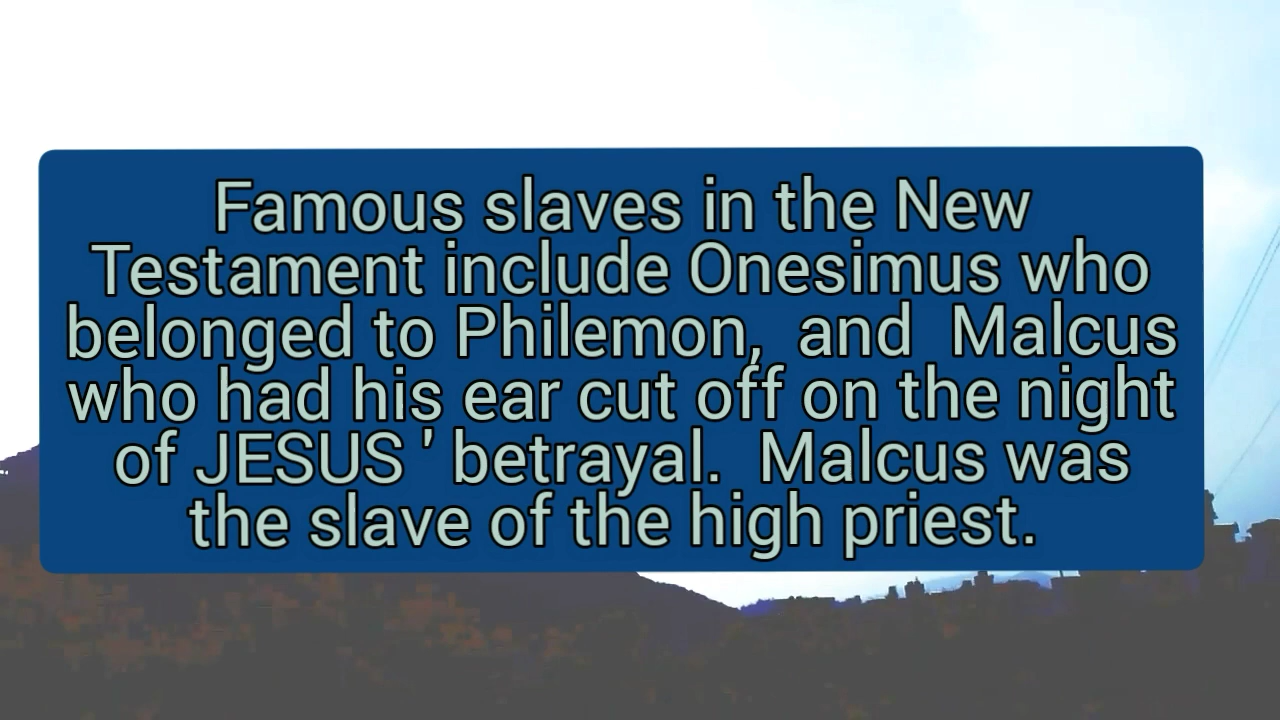 Famous slaves in the New
Testament include Onesimus who
belonged to Philemon,  and  Malcus
who had his ear cut off on the night
of JESUS ' betrayal.  Malcus was
the slave of the high priest.